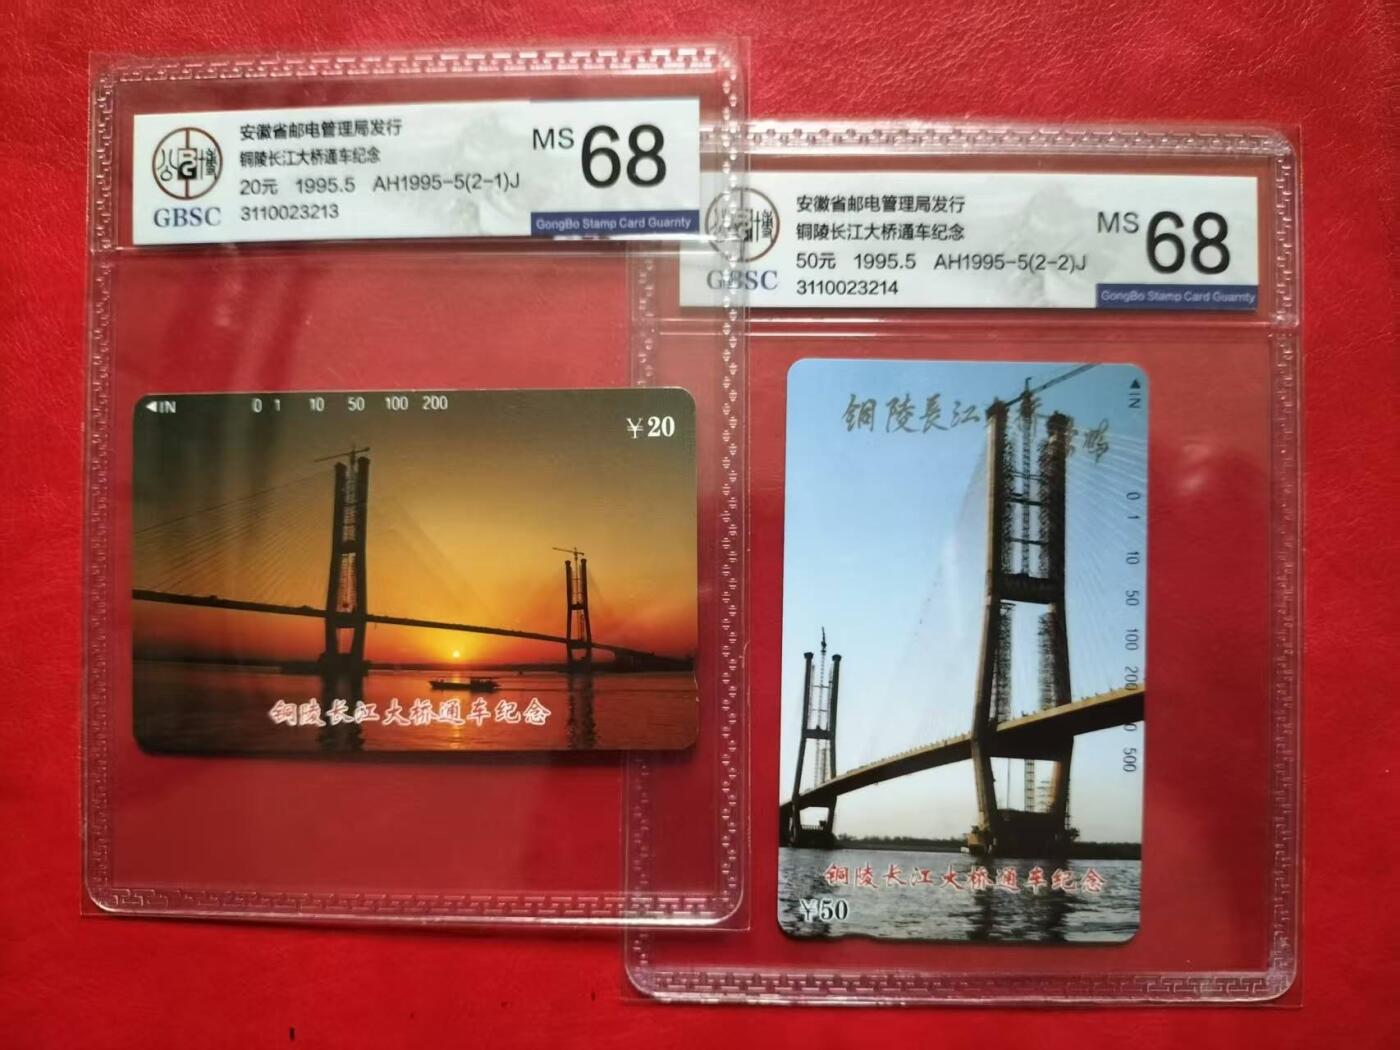 安徽省邮电管理局发行
铜陵长江大桥通车纪念
20元 1995.5 AH1995-5(2-1)J
3110023213
GBSC
MS 68
GongBo Stamp Card Guarnty
安徽省邮电管理局发行
铜陵长江大桥通车纪念
50元 1995.5 AH1995-5(2-2)J
3110023214
GBSC
MS 68
GongBo Stamp Card Guarnty
◀IN 0 1 10 50 100 200
￥20
铜陵长江大桥通车纪念
铜陵長江大桥
◀IN 0 1 10 50 100 200 500
铜陵长江大桥通车纪念
￥50